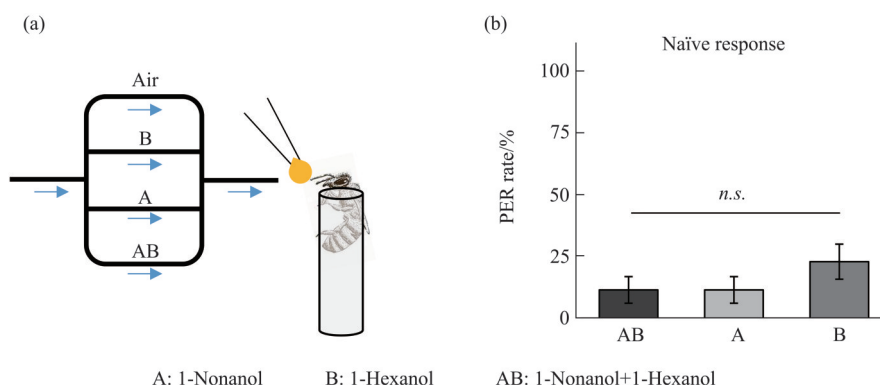 (a)
Air
B
A
AB
(b)
Naïve response
PER rate/%
100
75
50
25
0
n.s.
AB A B
A: 1-Nonanol B: 1-Hexanol AB: 1-Nonanol+1-Hexanol